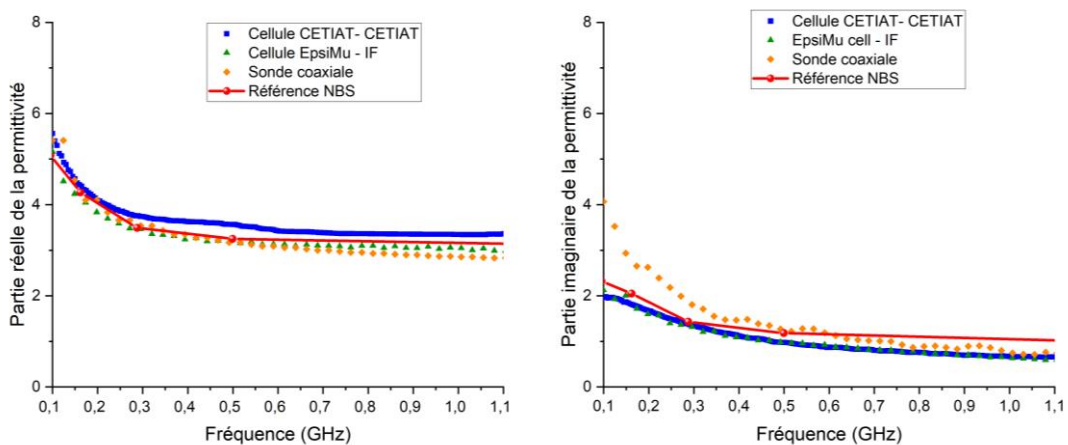 8
6
4
2
0
Partie réelle de la permittivité
Cellule CETIAT- CETIAT
Cellule EpsiMu - IF
Sonde coaxiale
Référence NBS
0,1 0,2 0,3 0,4 0,5 0,6 0,7 0,8 0,9 1,0 1,1
Fréquence (GHz)
8
6
4
2
0
Partie imaginaire de la permittivité
Cellule CETIAT- CETIAT
EpsiMu cell - IF
Sonde coaxiale
Référence NBS
0,1 0,2 0,3 0,4 0,5 0,6 0,7 0,8 0,9 1,0 1,1
Fréquence (GHz)